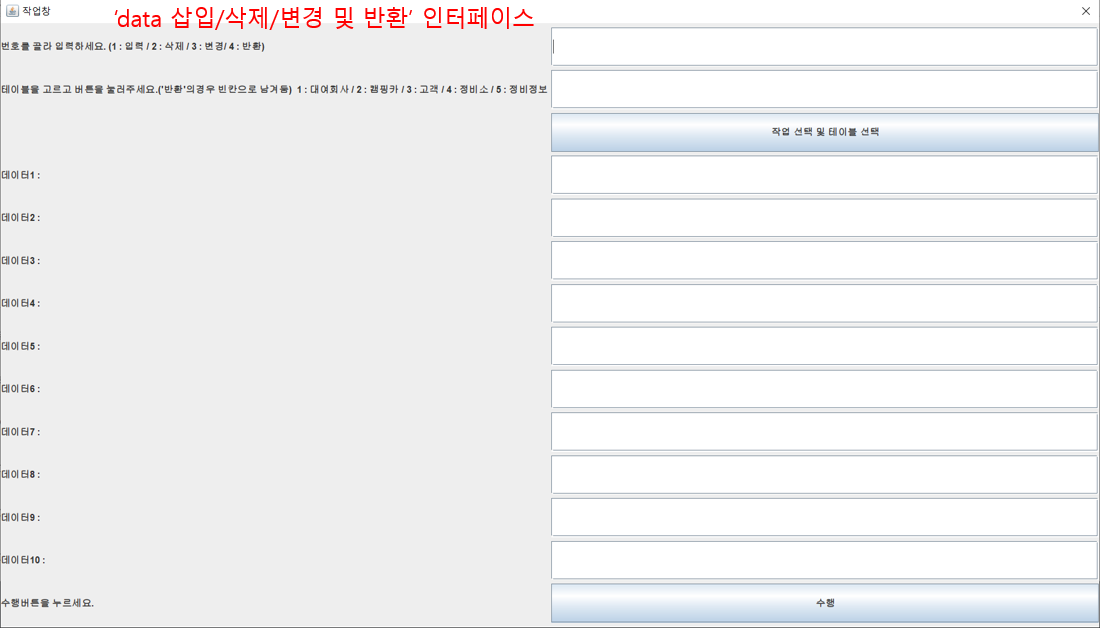 작업창
‘data 삽입/삭제/변경 및 반환’ 인터페이스
번호를 골라 입력하세요. (1 : 입력 / 2 : 삭제 / 3 : 변경/ 4 : 반환)
테이블을 고르고 버튼을 눌러주세요.('반환'의경우 빈칸으로 남겨둠) 1 : 대여회사 / 2 : 캠핑카 / 3 : 고객 / 4 : 정비소 / 5 : 정비정보
작업 선택 및 테이블 선택
데이터1 :
데이터2 :
데이터3 :
데이터4 :
데이터5 :
데이터6 :
데이터7 :
데이터8 :
데이터9 :
데이터10 :
수행버튼을 누르세요.
수행